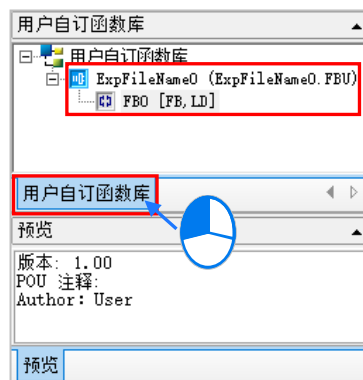 用户自订函数库
用户自订函数库
ExpFileName0 (ExpFileName0.FBU)
FB0 [FB,LD]
用户自订函数库
预览
版本: 1.00
POU 注释:
Author: User
预览